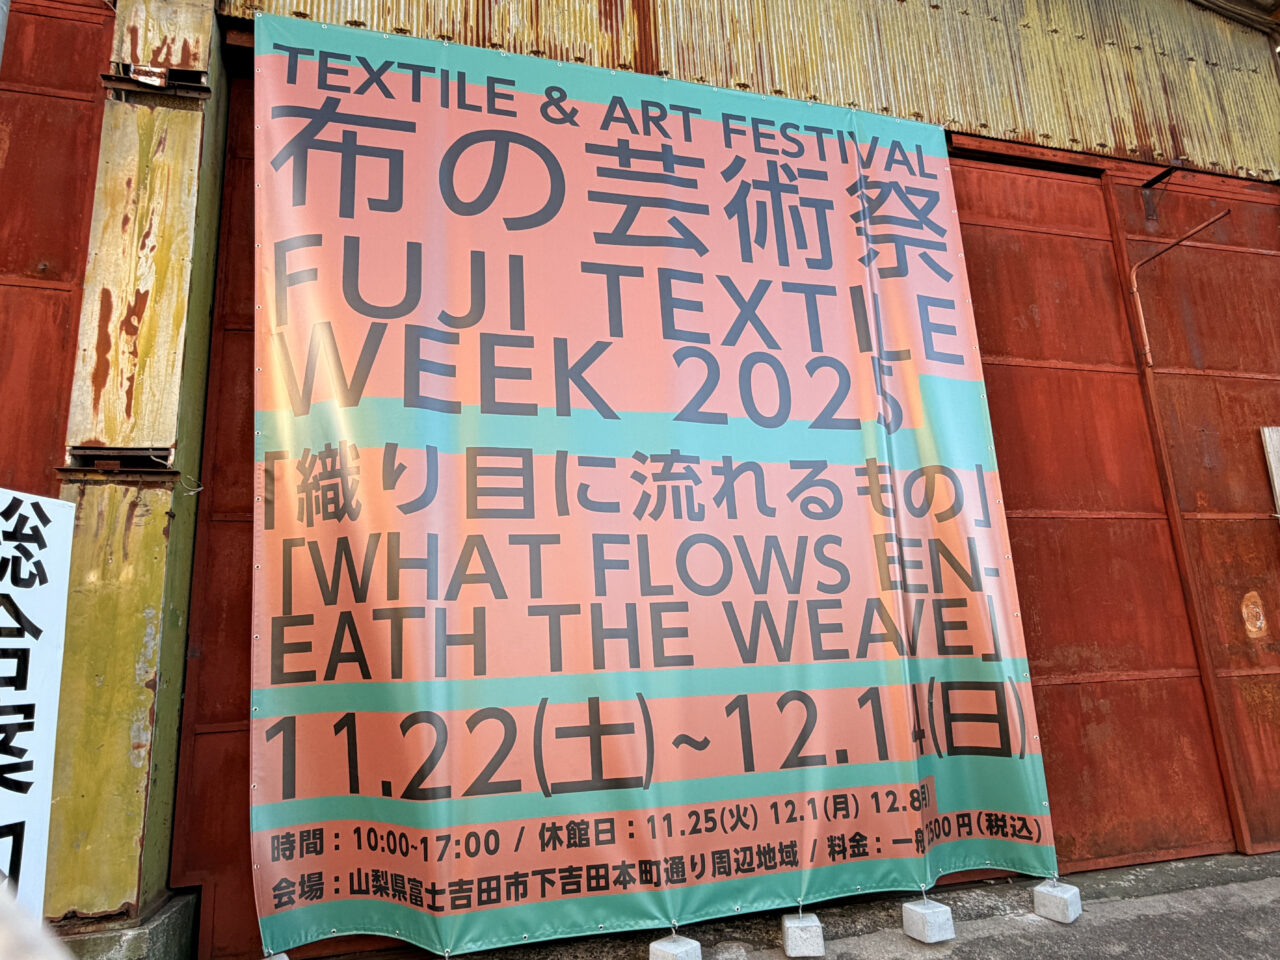 TEXTILE & ART FESTIVAL
布の芸術祭
FUJI TEXTILE
WEEK 2025
「織り目に流れるもの」
「WHAT FLOWS EN-
EATH THE WEAVE」
11.22(土)~12.14(日)
時間：10:00~17:00 / 休館日：11.25(火) 12.1(月) 12.8
会場：山梨県富士吉田市下吉田本町通り周辺地域 / 料金：一般 1500円(税込)
総合